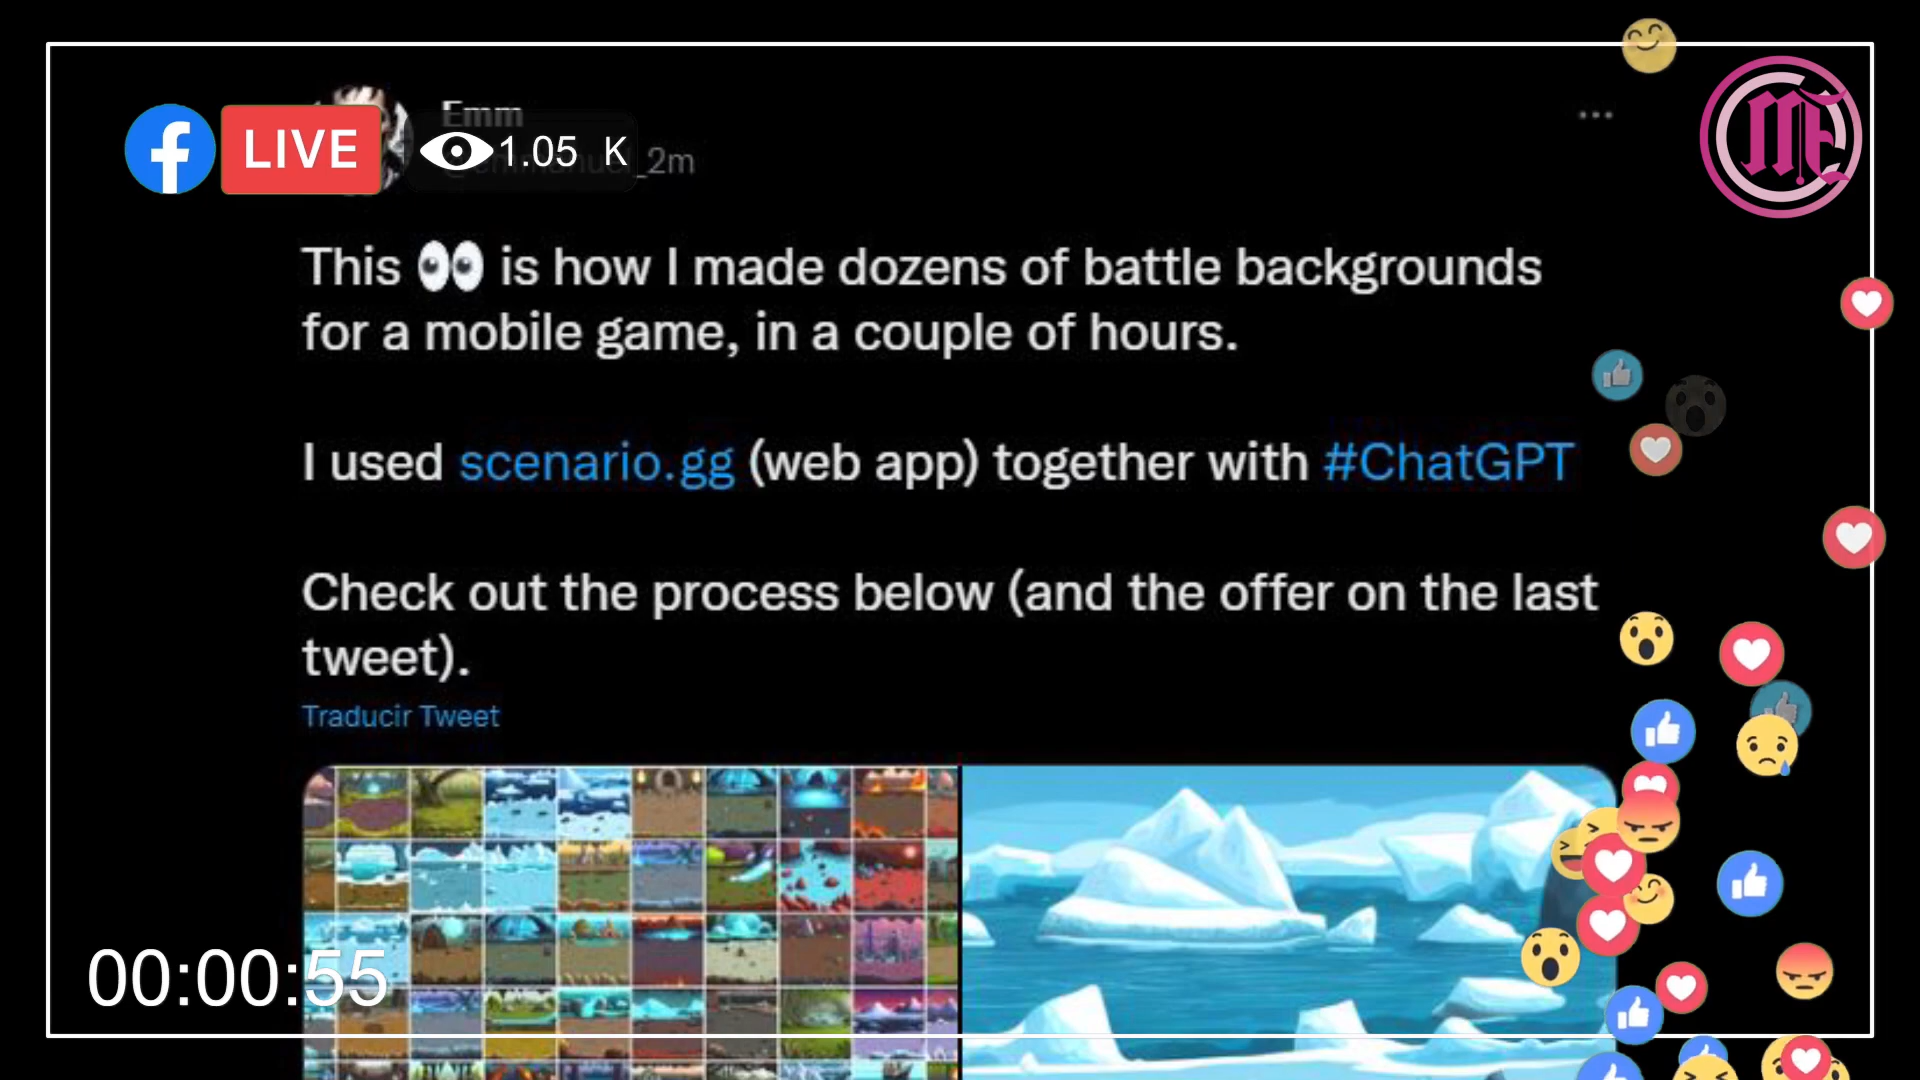 Emm
LIVE
1.05 K
_2m
This 👀 is how I made dozens of battle backgrounds
for a mobile game, in a couple of hours.
I used scenario.gg (web app) together with #ChatGPT
Check out the process below (and the offer on the last
tweet).
Traducir Tweet
00:00:55